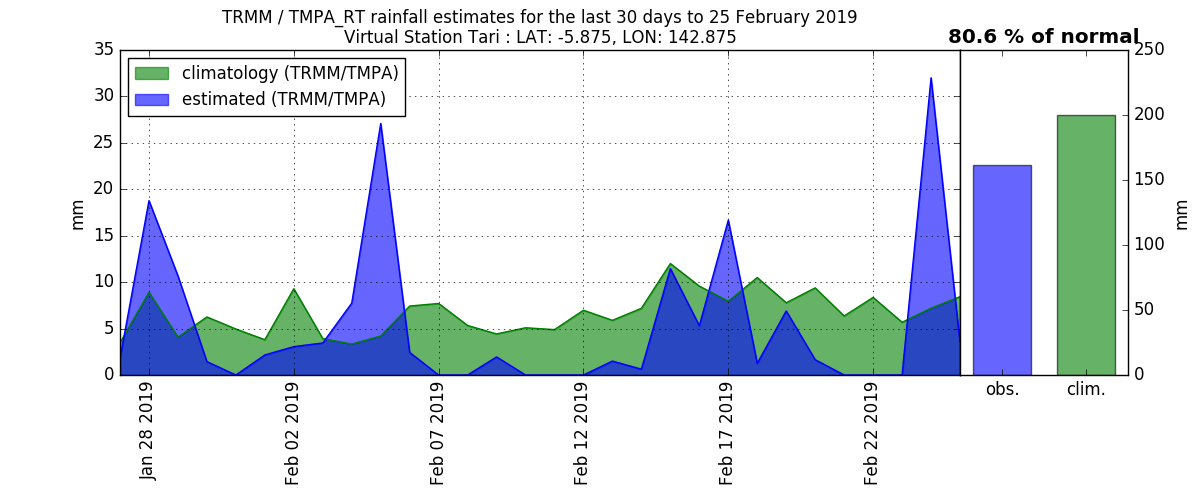 TRMM / TMPA_RT rainfall estimates for the last 30 days to 25 February 2019
Virtual Station Tari : LAT: -5.875, LON: 142.875
80.6 % of normal
climatology (TRMM/TMPA)
estimated (TRMM/TMPA)
35
30
25
20
15
10
5
0
mm
Jan 28 2019
Feb 02 2019
Feb 07 2019
Feb 12 2019
Feb 17 2019
Feb 22 2019
obs.
clim.
250
200
150
100
50
0
mm